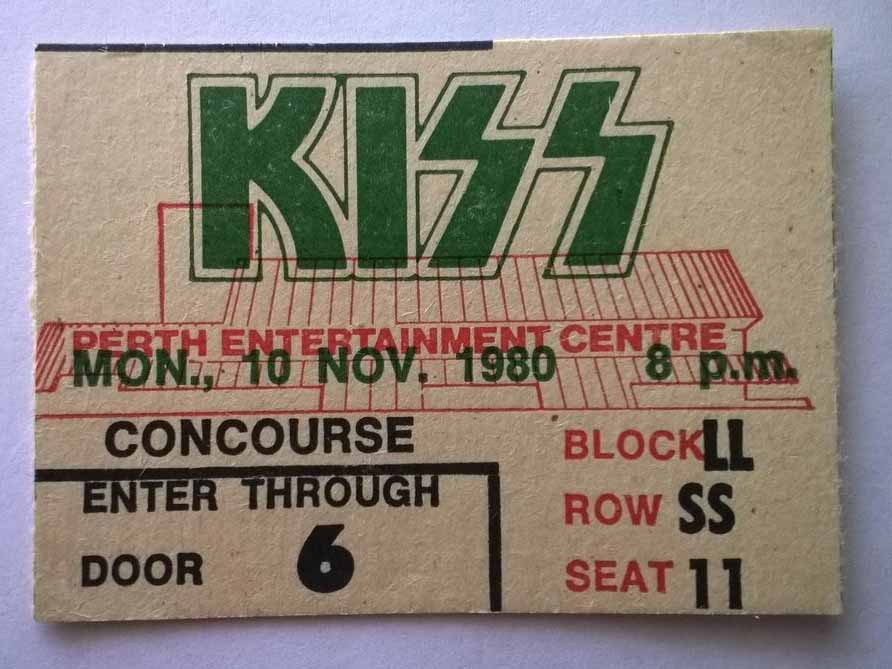 KISS
PERTH ENTERTAINMENT CENTRE
MON., 10 NOV. 1980 8 p.m.
CONCOURSE
BLOCK LL
ENTER THROUGH
ROW SS
DOOR 6
SEAT 11